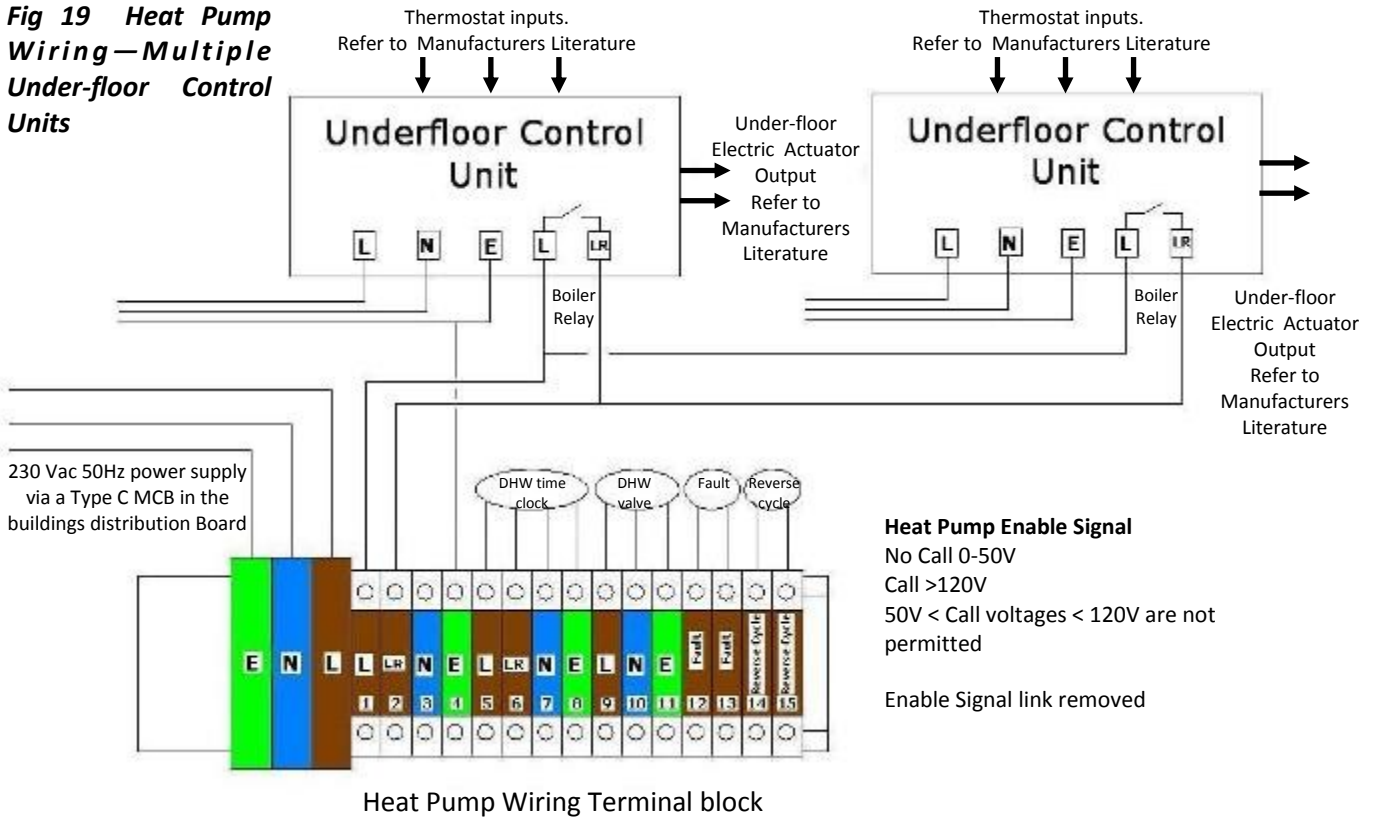 Fig 19 Heat Pump
Wiring—Multiple
Under-floor Control
Units
Thermostat inputs.
Refer to Manufacturers Literature
Thermostat inputs.
Refer to Manufacturers Literature
Underfloor Control
Unit
L N E L LR
Under-floor
Electric Actuator
Output
Refer to
Manufacturers
Literature
Underfloor Control
Unit
L N E L LR
Boiler
Relay
Boiler
Relay
Under-floor
Electric Actuator
Output
Refer to
Manufacturers
Literature
230 Vac 50Hz power supply
via a Type C MCB in the
buildings distribution Board
DHW time
clock
DHW
valve
Fault
Reverse
cycle
E N L L LR N E L LR N E L N E Fault Fault Reverse Cycle Reverse Cycle
1 2 3 4 5 6 7 8 9 10 11 12 13 14 15
Heat Pump Enable Signal
No Call 0-50V
Call >120V
50V < Call voltages < 120V are not
permitted
Enable Signal link removed
Heat Pump Wiring Terminal block